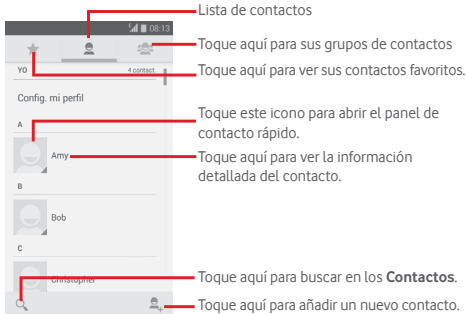 Lista de contactos
08:13
Toque aquí para sus grupos de contactos
Toque aquí para ver sus contactos favoritos.
YO
4 contact.
Config. mi perfil
A
Toque este icono para abrir el panel de
contacto rápido.
Amy
Toque aquí para ver la información
detallada del contacto.
B
Bob
C
Christopher
Toque aquí para buscar en los Contactos.
Toque aquí para añadir un nuevo contacto.